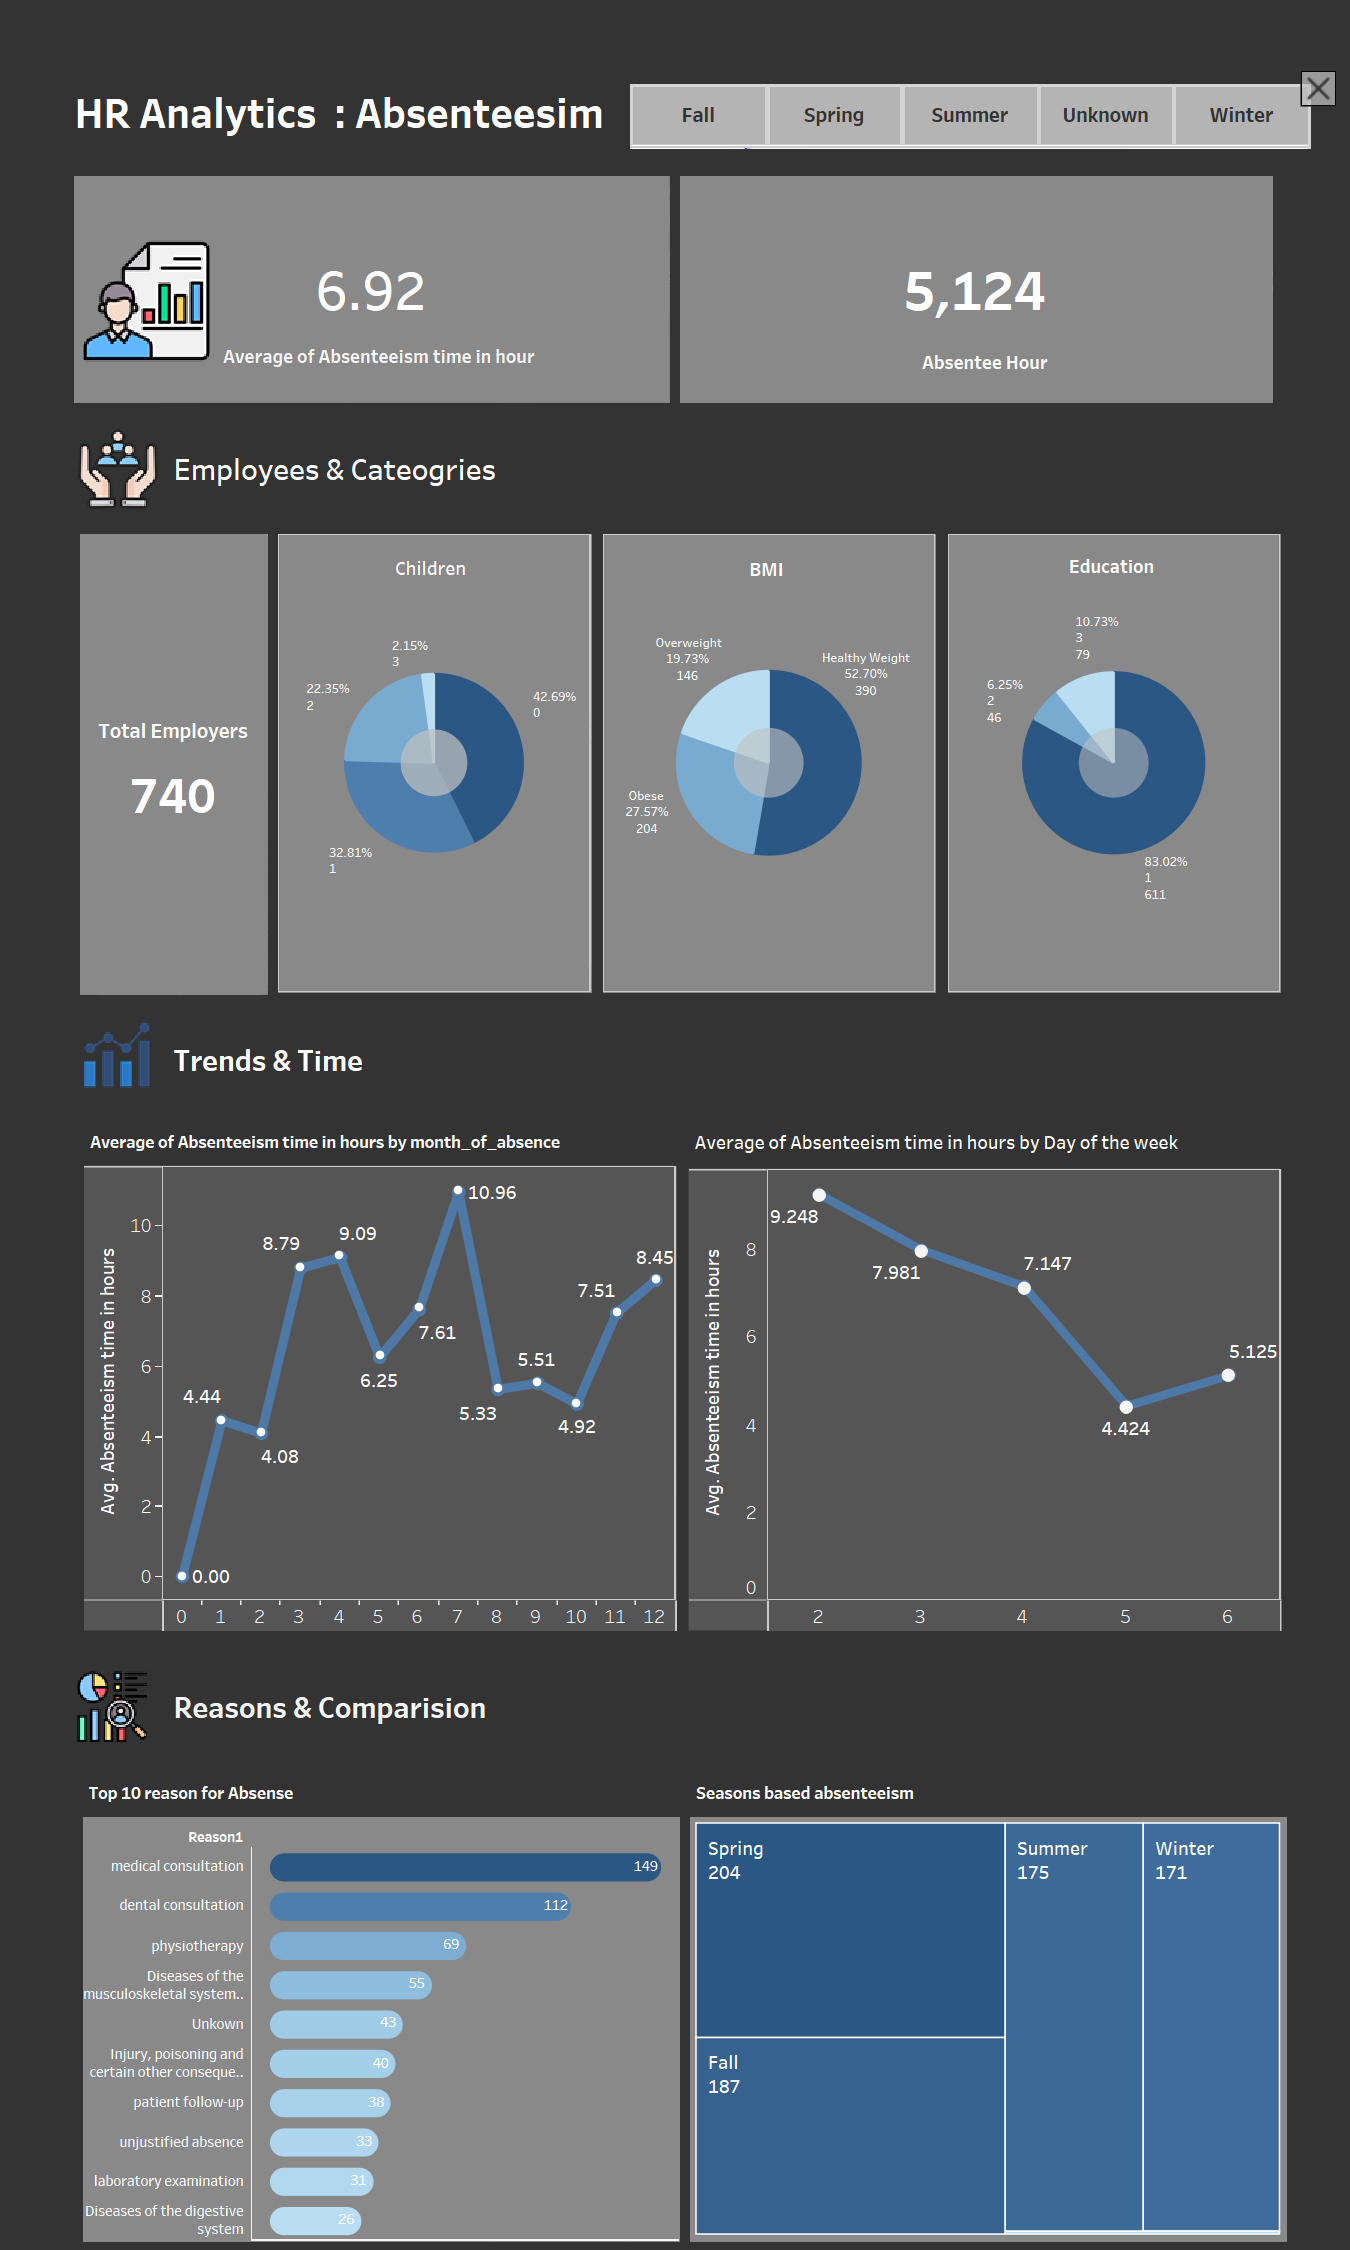 HR Analytics : Absenteesim
Fall
Spring
Summer
Unknown
Winter
6.92
Average of Absenteeism time in hour
5,124
Absentee Hour
Employees & Cateogries
Total Employers
740
Children
2.15%
3
22.35%
2
42.69%
0
32.81%
1
BMI
Overweight
19.73%
146
Healthy Weight
52.70%
390
Obese
27.57%
204
Education
10.73%
3
79
6.25%
2
46
83.02%
1
611
Trends & Time
Average of Absenteeism time in hours by month_of_absence
Avg. Absenteeism time in hours
10
8
6
4
2
0
0.00
4.44
4.08
8.79
9.09
6.25
7.61
10.96
5.33
5.51
4.92
7.51
8.45
0 1 2 3 4 5 6 7 8 9 10 11 12
Average of Absenteeism time in hours by Day of the week
Avg. Absenteeism time in hours
8
6
4
2
0
9.248
7.981
7.147
4.424
5.125
2 3 4 5 6
Reasons & Comparision
Top 10 reason for Absense
Reason1
medical consultation 149
dental consultation 112
physiotherapy 69
Diseases of the
musculoskeletal system.. 55
Unkown 43
Injury, poisoning and
certain other conseque.. 40
patient follow-up 38
unjustified absence 33
laboratory examination 31
Diseases of the digestive
system 26
Seasons based absenteeism
Spring
204
Fall
187
Summer
175
Winter
171